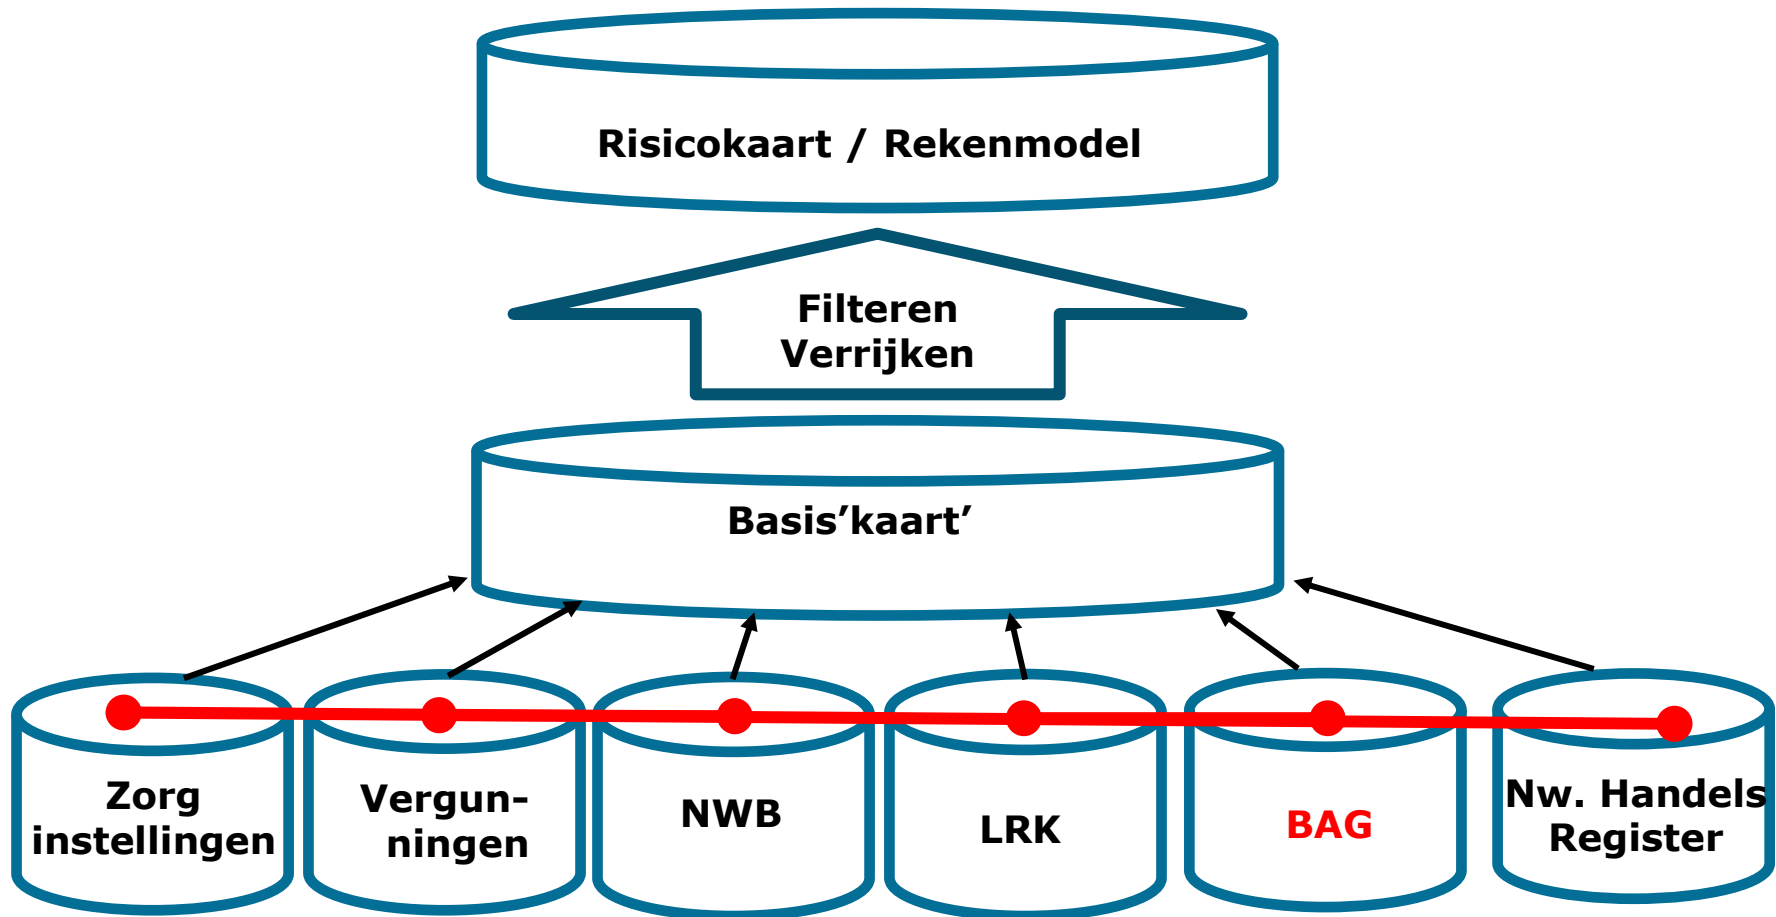 Risicokaart / Rekenmodel
Filteren
Verrijken
Basis’kaart’
Zorg
instellingen
Vergun-
ningen
NWB
LRK
BAG
Nw. Handels
Register